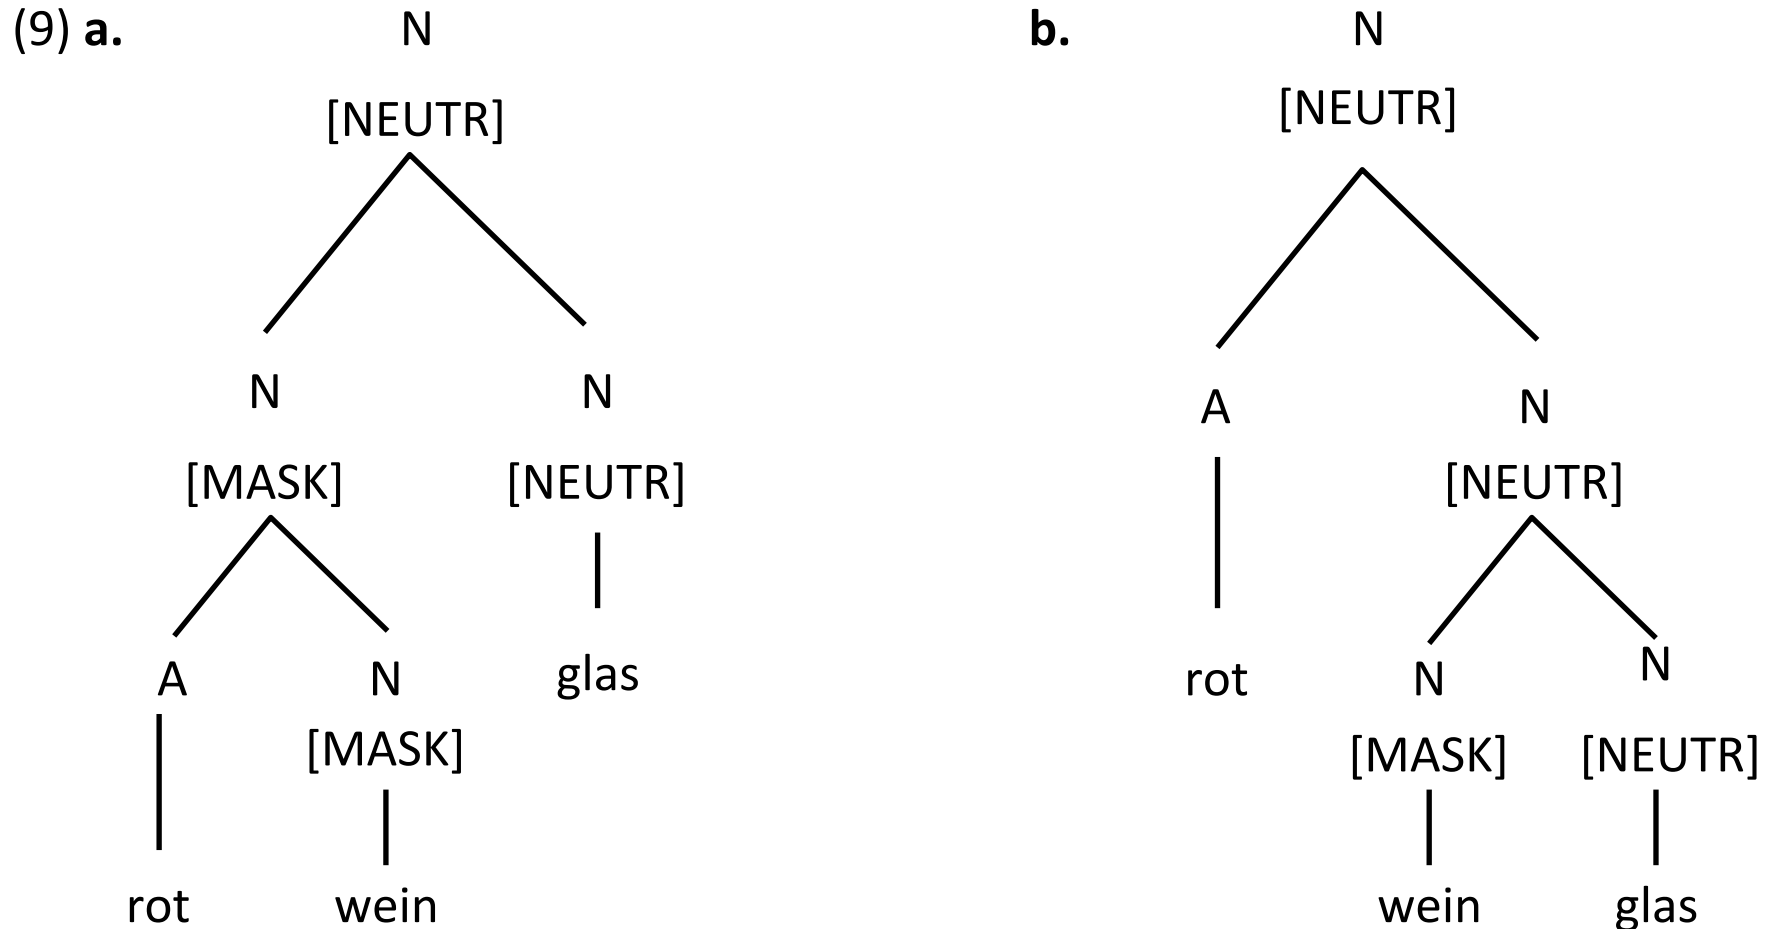 (9) a. N b. N
[NEUTR] [NEUTR]
N N A N
[MASK] [NEUTR] [NEUTR]
A N glas rot N N
[MASK] [MASK] [NEUTR]
rot wein wein glas